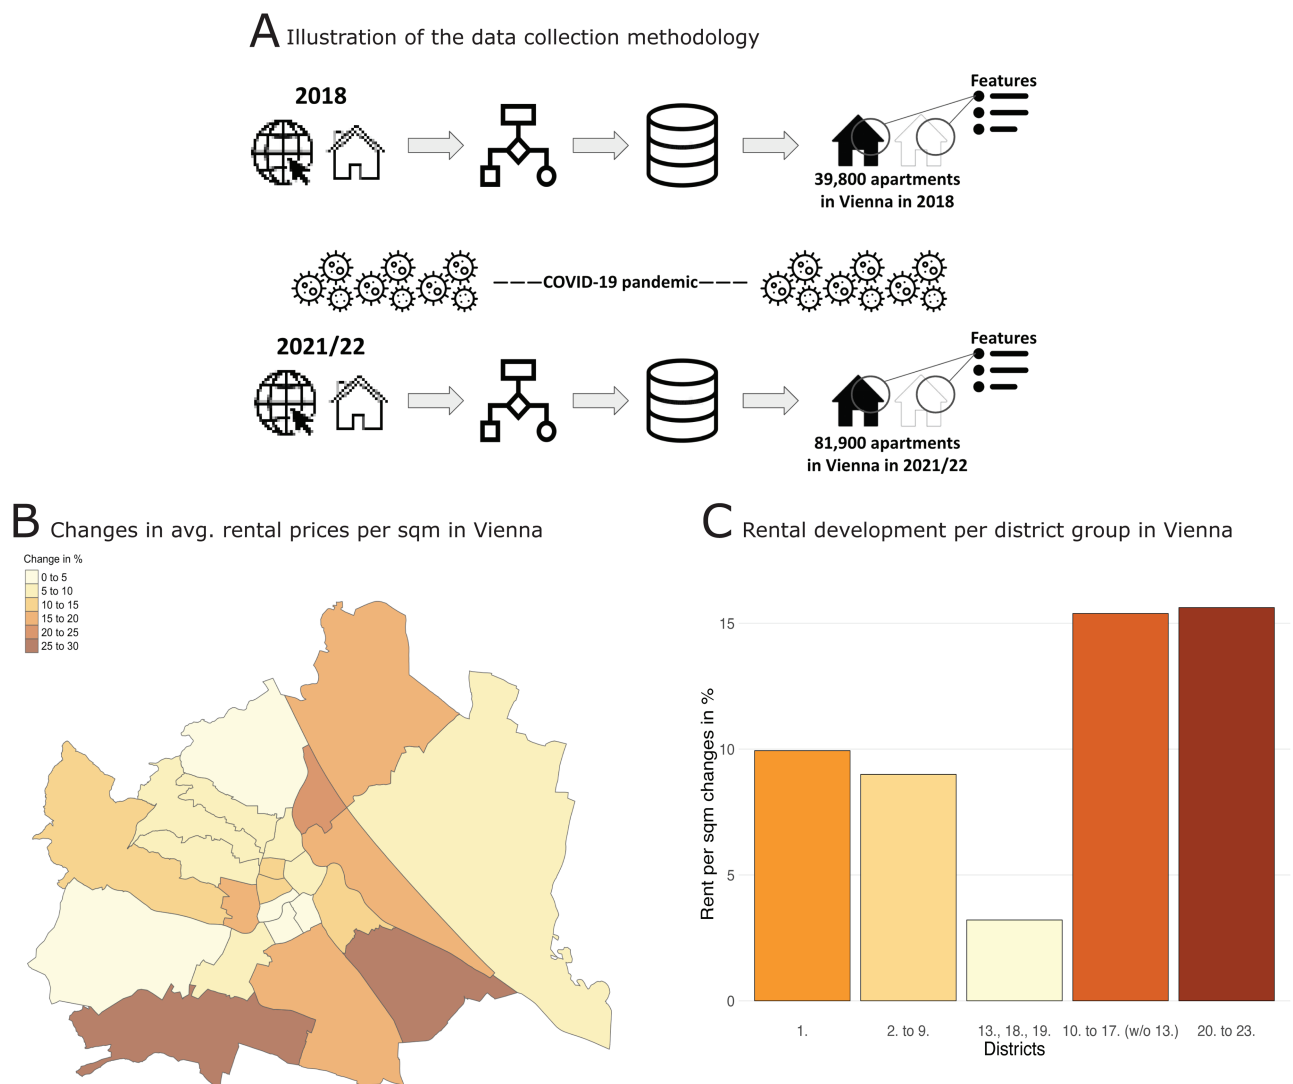 A Illustration of the data collection methodology
2018
Features
39,800 apartments
in Vienna in 2018
———COVID-19 pandemic———
2021/22
Features
81,900 apartments
in Vienna in 2021/22
B Changes in avg. rental prices per sqm in Vienna
Change in %
0 to 5
5 to 10
10 to 15
15 to 20
20 to 25
25 to 30
C Rental development per district group in Vienna
Rent per sqm changes in %
15
10
5
0
1.
2. to 9.
13., 18., 19.
10. to 17. (w/o 13.)
20. to 23.
Districts